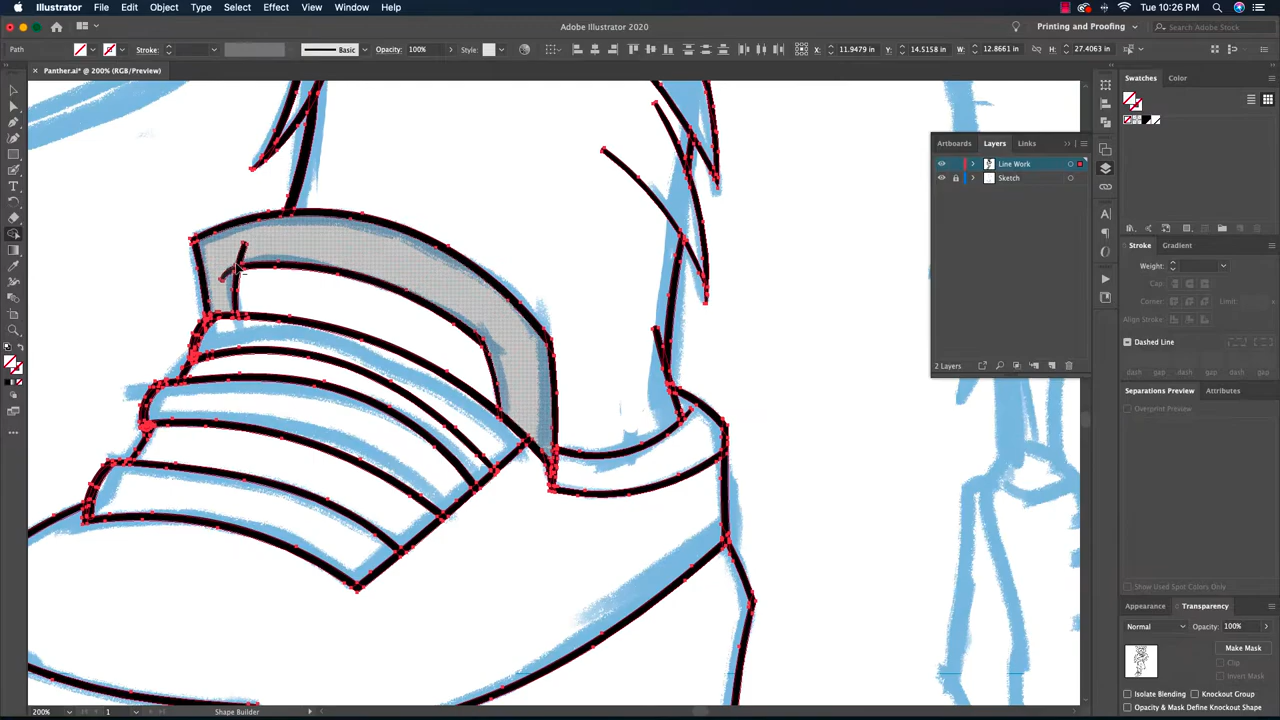 Illustrator File Edit Object Type Select Effect View Window Help
Tue 10:26 PM
Adobe Illustrator 2020
Printing and Proofing
Search Adobe Stock
Path
Stroke:
Basic
Opacity: 100%
Style:
X: 11.9479 in
Y: 14.5158 in
W: 12.8661 in
H: 27.4063 in
Panther.ai* @ 200% (RGB/Preview)
Swatches Color
Artboards Layers Links
Line Work
Sketch
2 Layers
Stroke Gradient
Weight:
Cap:
Corner: Limit:
Align Stroke:
Dashed Line
dash gap dash gap dash gap
Separations Preview Attributes
Overprint Preview
Show Used Spot Colors Only
Appearance Transparency
Normal Opacity: 100%
Make Mask
Clip
Invert Mask
Isolate Blending Knockout Group
Opacity & Mask Define Knockout Shape
200% 1 Shape Builder